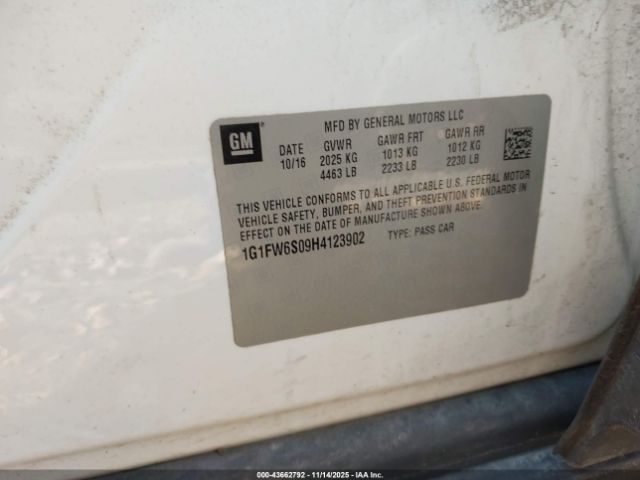 MFD BY GENERAL MOTORS LLC
GM
DATE GVWR GAWR FRT GAWR RR
10/16 2025 KG 1013 KG 1012 KG
4463 LB 2233 LB 2230 LB
THIS VEHICLE CONFORMS TO ALL APPLICABLE U.S. FEDERAL MOTOR
VEHICLE SAFETY, BUMPER, AND THEFT PREVENTION STANDARDS IN
EFFECT ON THE DATE OF MANUFACTURE SHOWN ABOVE.
1G1FW6S09H4123902 TYPE: PASS CAR
000-43662792 - 11/14/2025 - IAA Inc.